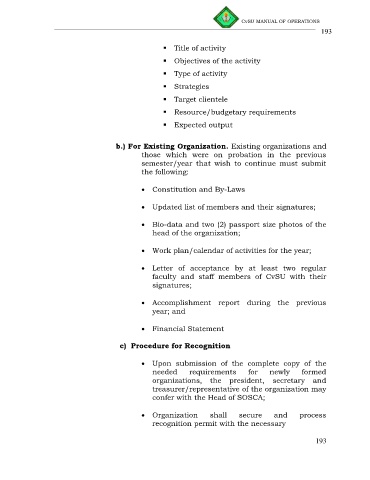 CvSU MANUAL OF OPERATIONS
193
▪ Title of activity
▪ Objectives of the activity
▪ Type of activity
▪ Strategies
▪ Target clientele
▪ Resource/budgetary requirements
▪ Expected output
b.) For Existing Organization. Existing organizations and
those which were on probation in the previous
semester/year that wish to continue must submit
the following:
• Constitution and By-Laws
• Updated list of members and their signatures;
• Bio-data and two (2) passport size photos of the
head of the organization;
• Work plan/calendar of activities for the year;
• Letter of acceptance by at least two regular
faculty and staff members of CvSU with their
signatures;
• Accomplishment report during the previous
year; and
• Financial Statement
c) Procedure for Recognition
• Upon submission of the complete copy of the
needed requirements for newly formed
organizations, the president, secretary and
treasurer/representative of the organization may
confer with the Head of SOSCA;
• Organization shall secure and process
recognition permit with the necessary
193